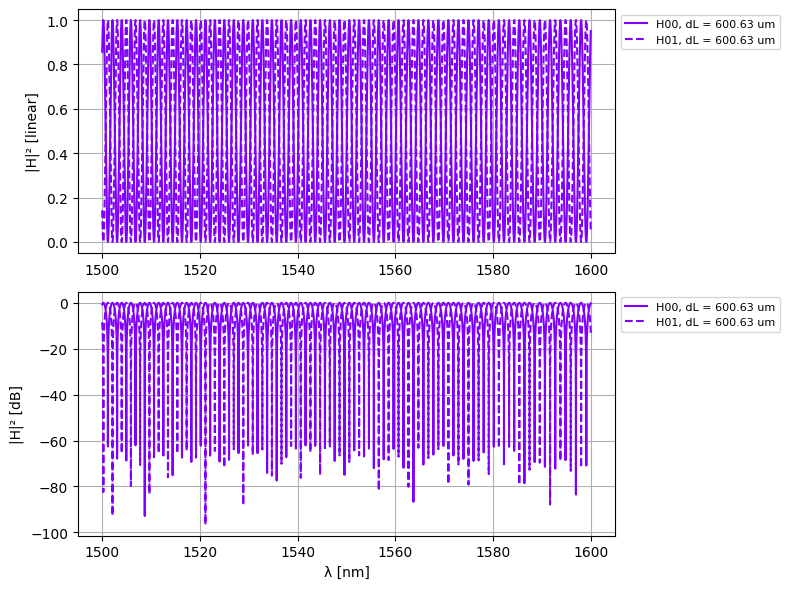 |H|² [linear]
1.0
0.8
0.6
0.4
0.2
0.0
1500 1520 1540 1560 1580 1600
H00, dL = 600.63 um
H01, dL = 600.63 um
|H|² [dB]
0
−20
−40
−60
−80
−100
1500 1520 1540 1560 1580 1600
λ [nm]
H00, dL = 600.63 um
H01, dL = 600.63 um